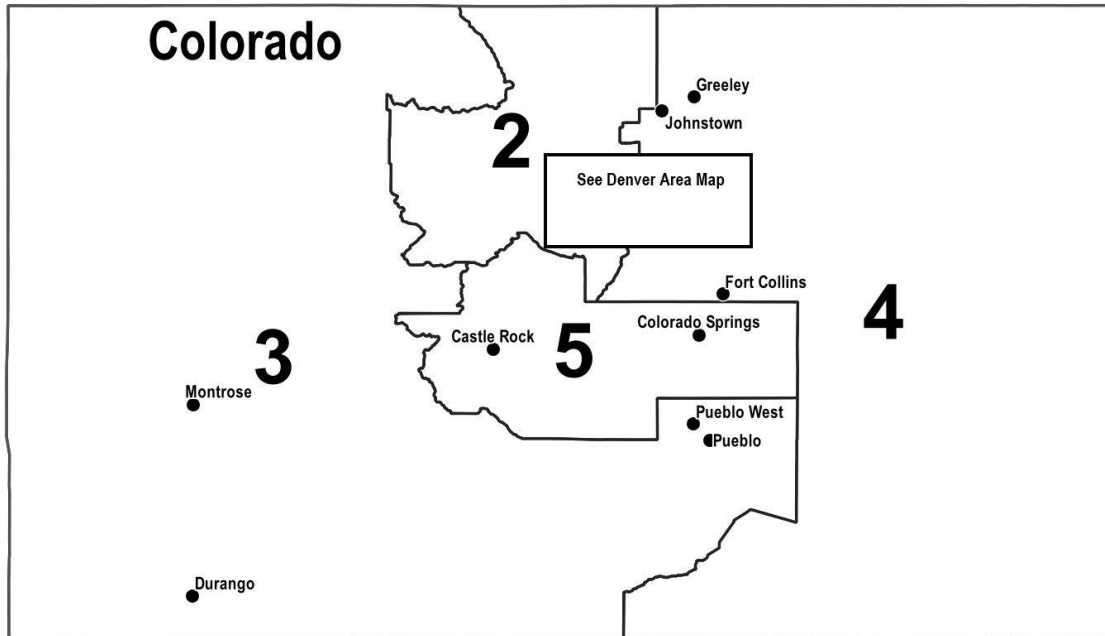 Colorado
Greeley
Johnstown
2
See Denver Area Map
Fort Collins
4
Colorado Springs
Castle Rock
5
3
Montrose
Pueblo West
Pueblo
Durango